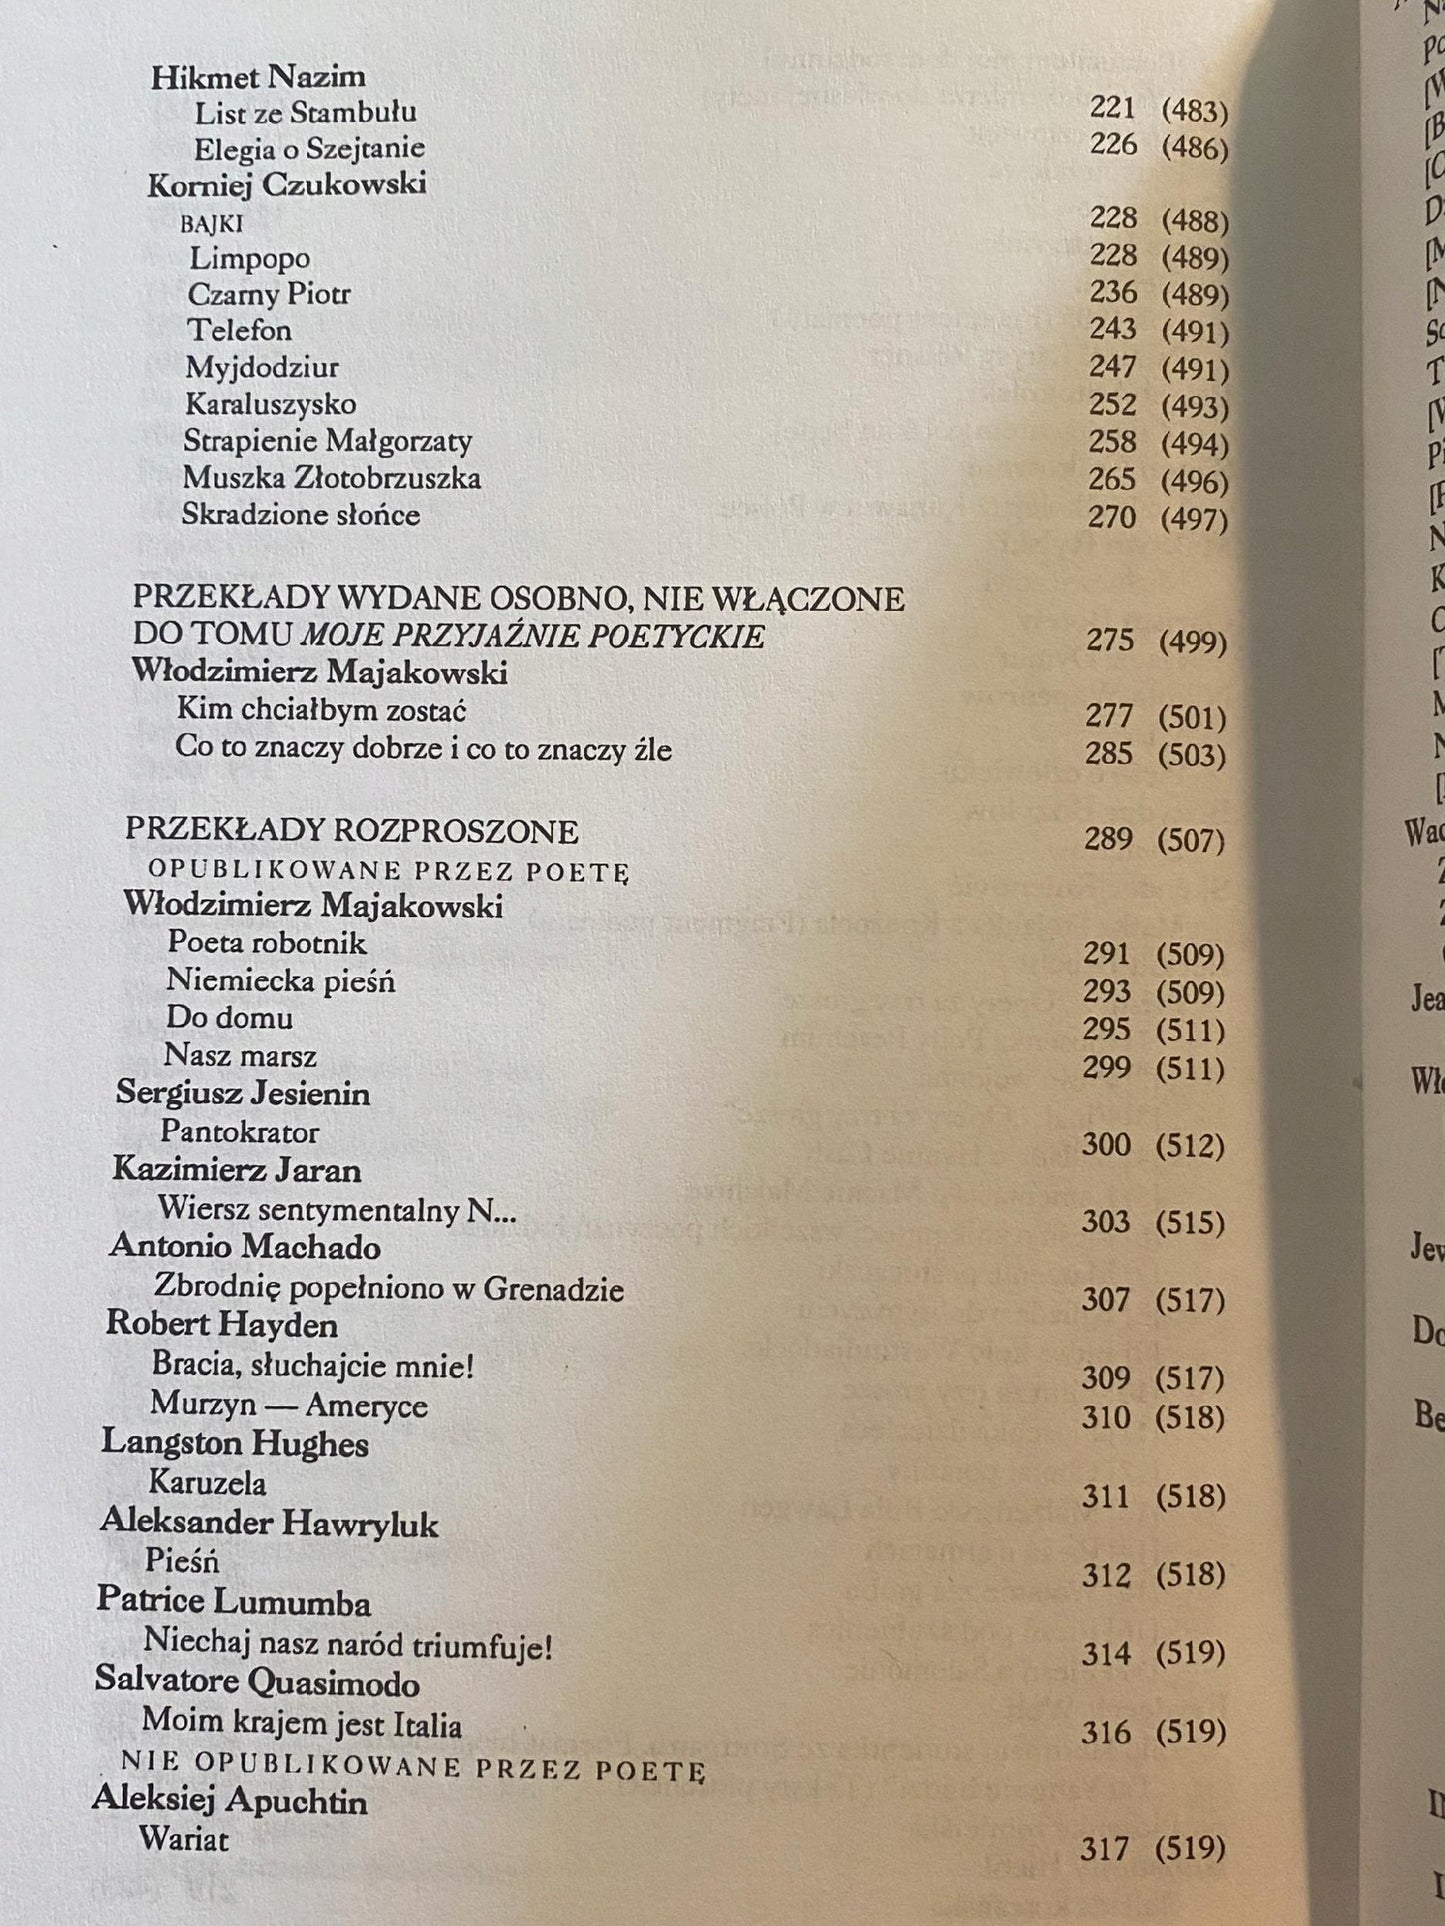 Hikmet Nazim
List ze Stambułu 221 (483)
Elegia o Szejtanie 226 (486)
Korniej Czukowski
BAJKI 228 (488)
Limpopo 228 (489)
Czarny Piotr 236 (489)
Telefon 243 (491)
Myjdodziur 247 (491)
Karaluszysko 252 (493)
Strapienie Małgorzaty 258 (494)
Muszka Złotobrzuszka 265 (496)
Skradzione słońce 270 (497)
PRZEKŁADY WYDANE OSOBNO, NIE WŁĄCZONE
DO TOMU MOJE PRZYJAŹNIE POETYCKIE 275 (499)
Włodzimierz Majakowski
Kim chciałbym zostać 277 (501)
Co to znaczy dobrze i co to znaczy źle 285 (503)
PRZEKŁADY ROZPROSZONE 289 (507)
OPUBLIKOWANE PRZEZ POETĘ
Włodzimierz Majakowski
Poeta robotnik 291 (509)
Niemiecka pieśń 293 (509)
Do domu 295 (511)
Nasz marsz 299 (511)
Sergiusz Jesienin
Pantokrator 300 (512)
Kazimierz Jaran
Wiersz sentymentalny N... 303 (515)
Antonio Machado
Zbrodnię popełniono w Grenadzie 307 (517)
Robert Hayden
Bracia, słuchajcie mnie! 309 (517)
Murzyn — Ameryce 310 (518)
Langston Hughes
Karuzela 311 (518)
Aleksander Hawryluk
Pieśń 312 (518)
Patrice Lumumba
Niechaj nasz naród triumfuje! 314 (519)
Salvatore Quasimodo
Moim krajem jest Italia 316 (519)
NIE OPUBLIKOWANE PRZEZ POETĘ
Aleksiej Apuchtin
Wariat 317 (519)